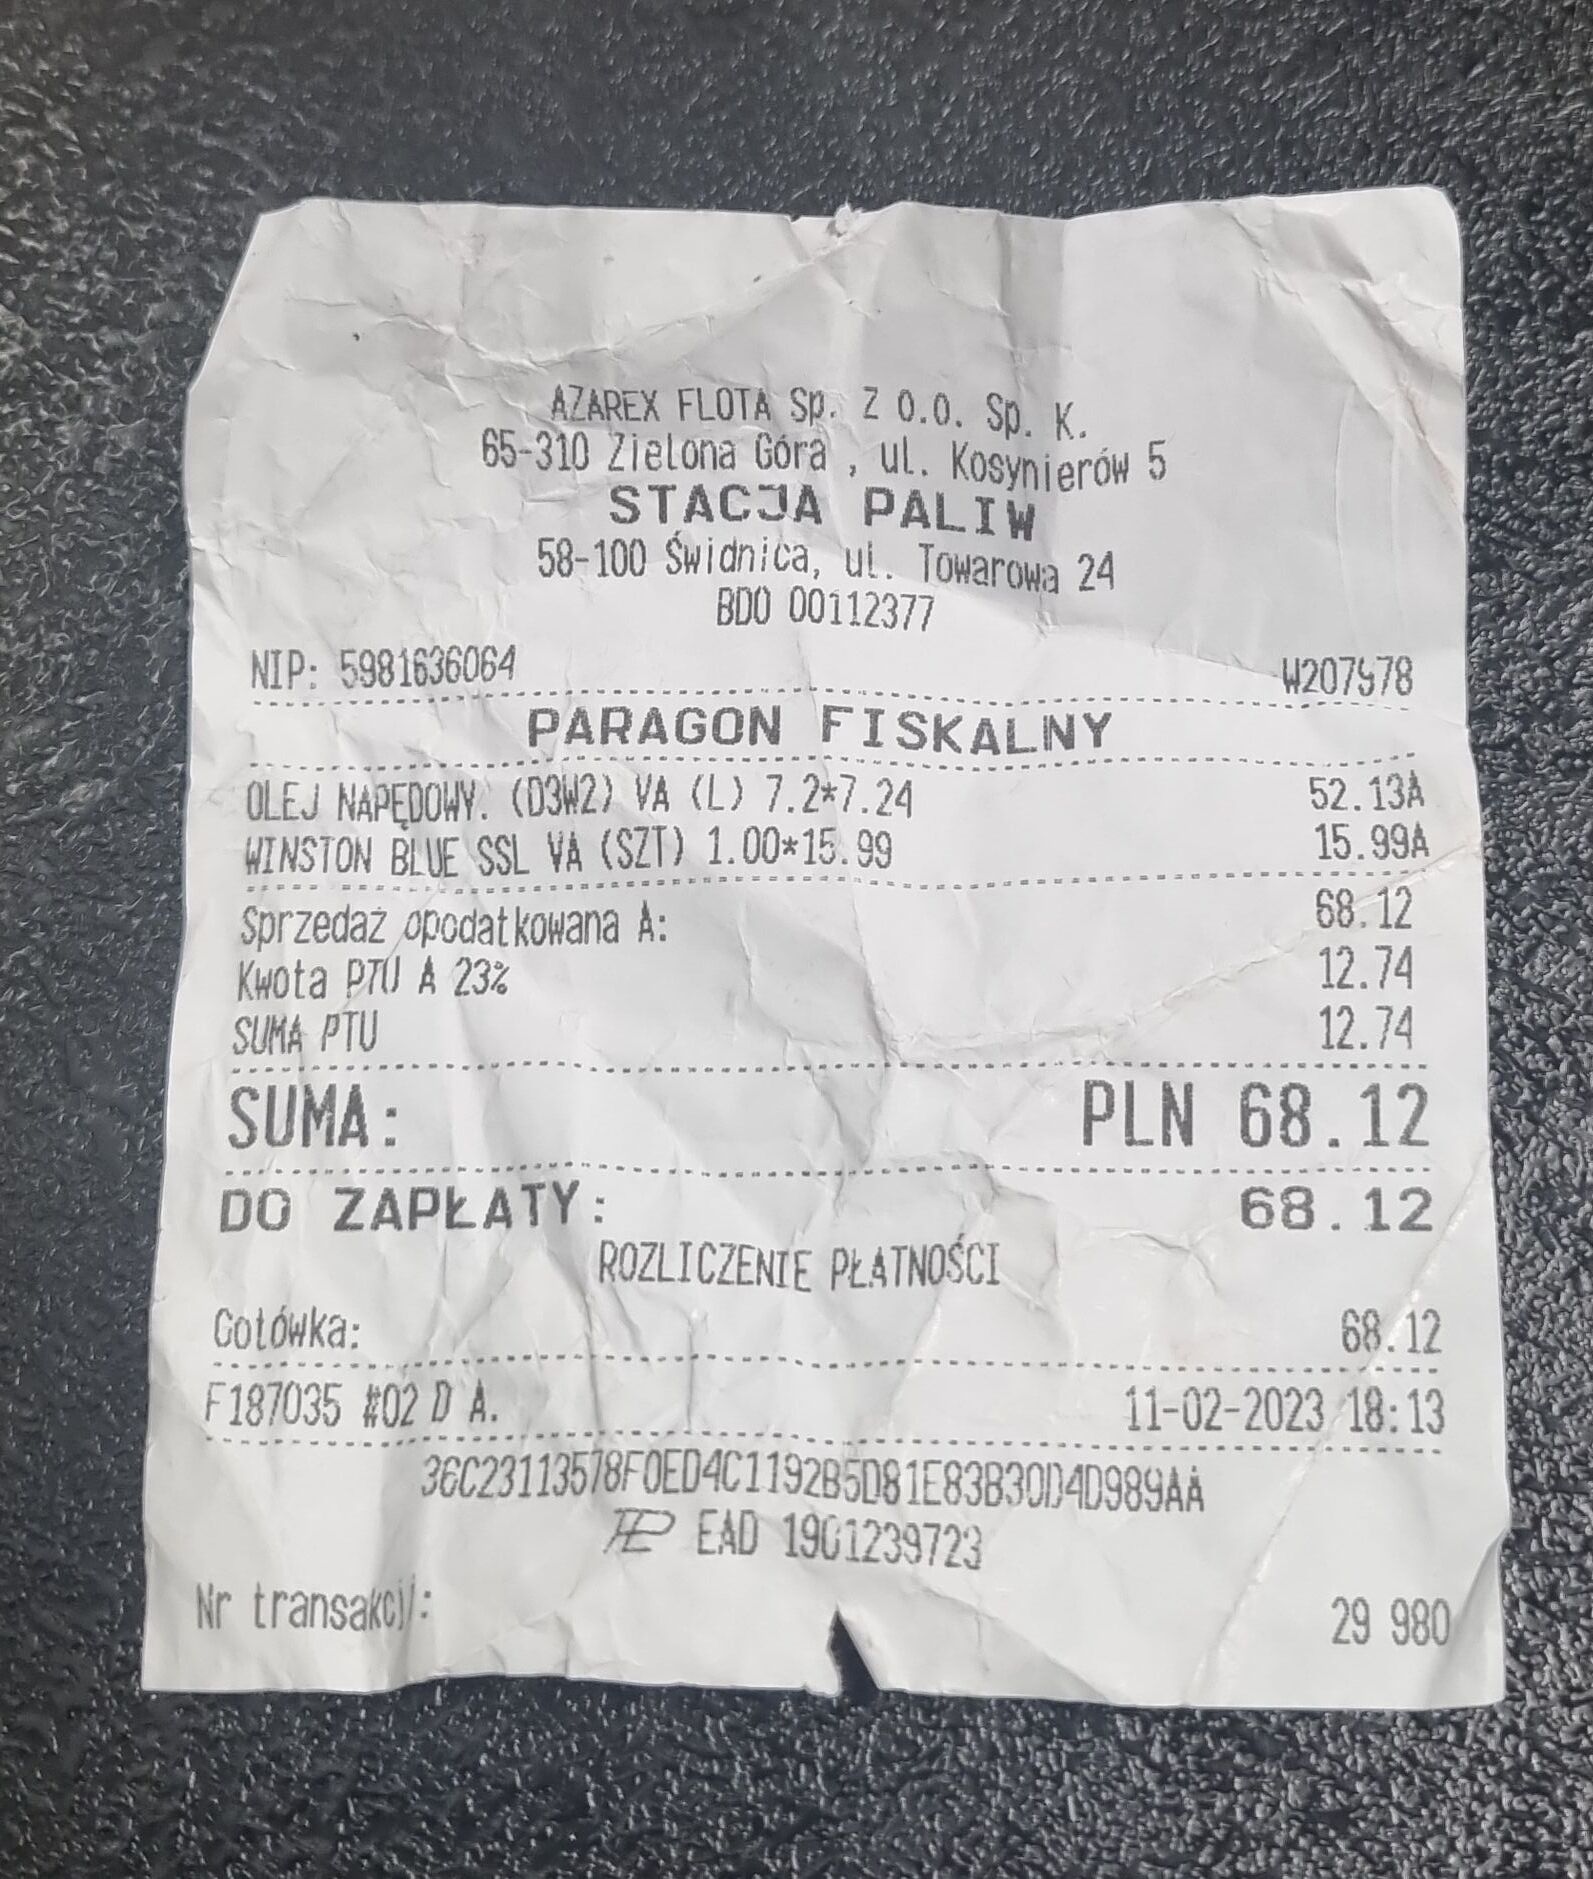 AZAREX FLOTA Sp. Z O.O. Sp. K.
65-310 Zielona Góra , ul. Kosynierów 5
STACJA PALIW
58-100 Świdnica, ul. Towarowa 24
BDO 00112377
NIP: 5981636064 W207978
PARAGON FISKALNY
OLEJ NAPĘDOWY. (D3W2) VA (L) 7.2*7.24 52.13A
WINSTON BLUE SSL VA (SZT) 1.00*15.99 15.99A
Sprzedaż opodatkowana A: 68.12
Kwota PTU A 23% 12.74
SUMA PTU 12.74
SUMA: PLN 68.12
DO ZAPŁATY: 68.12
ROZLICZENIE PŁATNOŚCI
Gotówka: 68.12
F187035 #02 D A. 11-02-2023 18:13
36C23113578F0ED4C1192B5D81E83B30D4D989AA
EAD 1901239723
Nr transakcji: 29 980